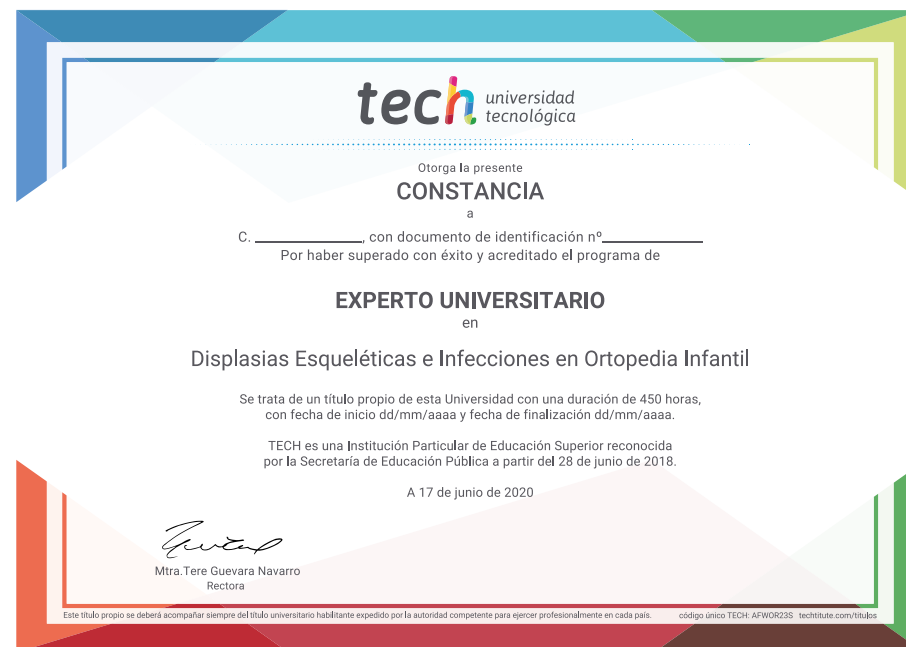 tech universidad
tecnológica
Otorga la presente
CONSTANCIA
a
C. ____________, con documento de identificación nº____________
Por haber superado con éxito y acreditado el programa de
EXPERTO UNIVERSITARIO
en
Displasias Esqueléticas e Infecciones en Ortopedia Infantil
Se trata de un título propio de esta Universidad con una duración de 450 horas,
con fecha de inicio dd/mm/aaaa y fecha de finalización dd/mm/aaaa.
TECH es una Institución Particular de Educación Superior reconocida
por la Secretaría de Educación Pública a partir del 28 de junio de 2018.
A 17 de junio de 2020
Mtra.Tere Guevara Navarro
Rectora
Este título propio se deberá acompañar siempre del título universitario habilitante expedido por la autoridad competente para ejercer profesionalmente en cada país. código único TECH: AFWOR23S techtitute.com/titulos